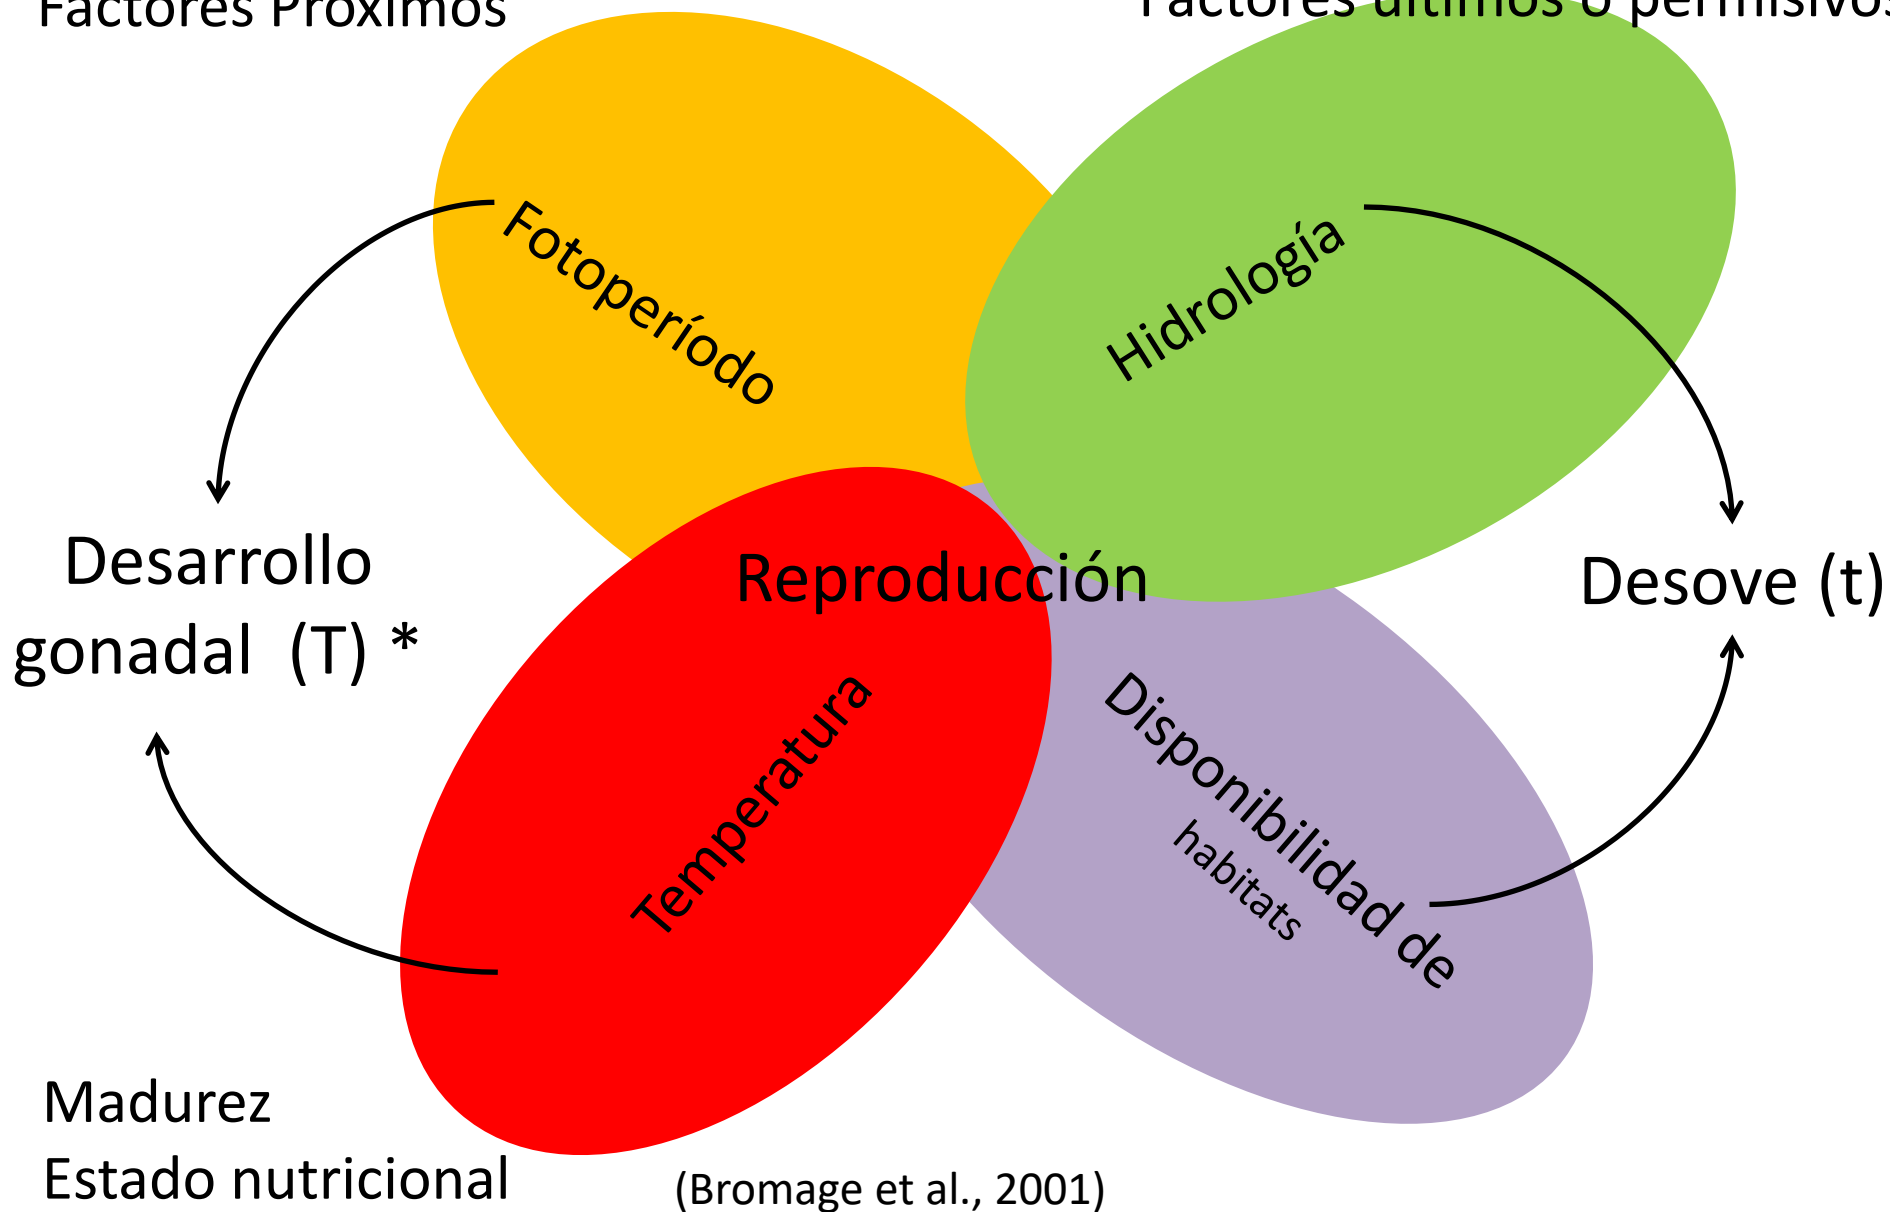 Factores Próximos
Factores últimos o permisivos
Fotoperíodo
Hidrología
Desarrollo
gonadal (T) *
Reproducción
Desove (t)
Temperatura
Disponibilidad de
habitats
Madurez
Estado nutricional
(Bromage et al., 2001)